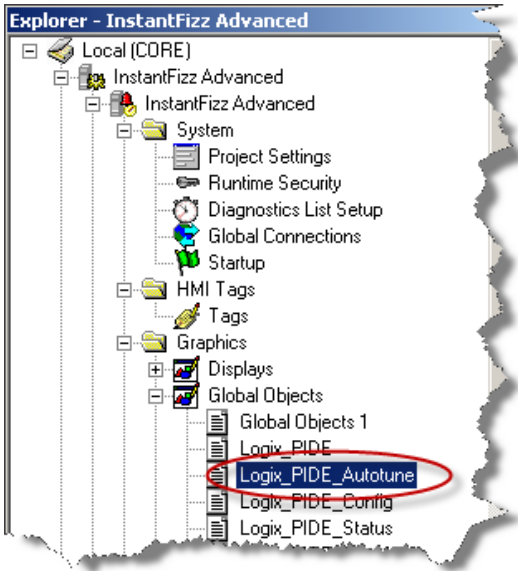 Explorer - InstantFizz Advanced
Local (CORE)
InstantFizz Advanced
InstantFizz Advanced
System
Project Settings
Runtime Security
Diagnostics List Setup
Global Connections
Startup
HMI Tags
Tags
Graphics
Displays
Global Objects
Global Objects 1
Logix_PIDE
Logix_PIDE_Autotune
Logix_PIDE_Config
Logix_PIDE_Status